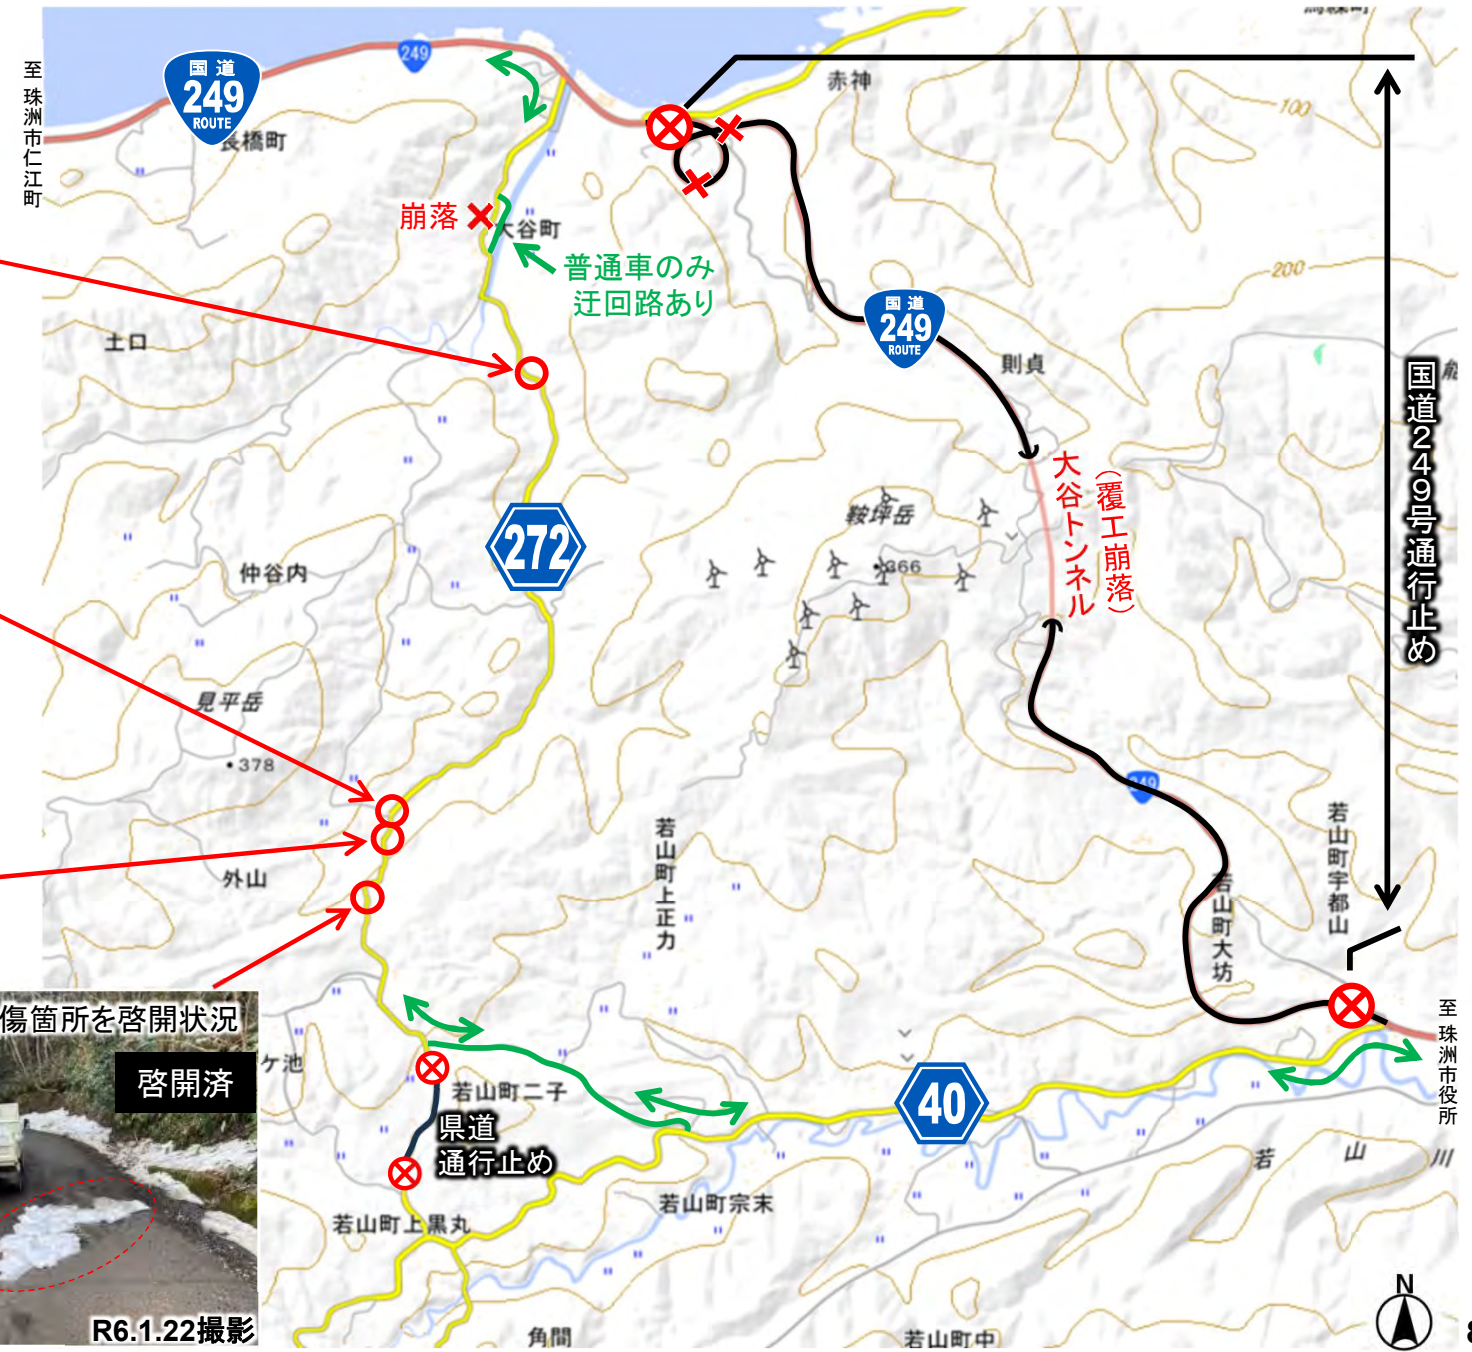 至 珠洲市仁江町
国道
249
ROUTE
249
長橋町
赤神
100
崩落
大谷町
普通車のみ
迂回路あり
200
土口
国道
249
ROUTE
則貞
国道249号通行止め
大谷トンネル
(覆工崩落)
鞍坪岳
366
272
仲谷内
見平岳
378
249
外山
若山町上正力
若山町大坊
若山町宇都山
傷箇所を啓開状況
啓開済
R6.1.22撮影
ケ池
若山町二子
県道
通行止め
40
至 珠洲市役所
若山川
若山町宗末
若山町上黒丸
角間
若山町中
N